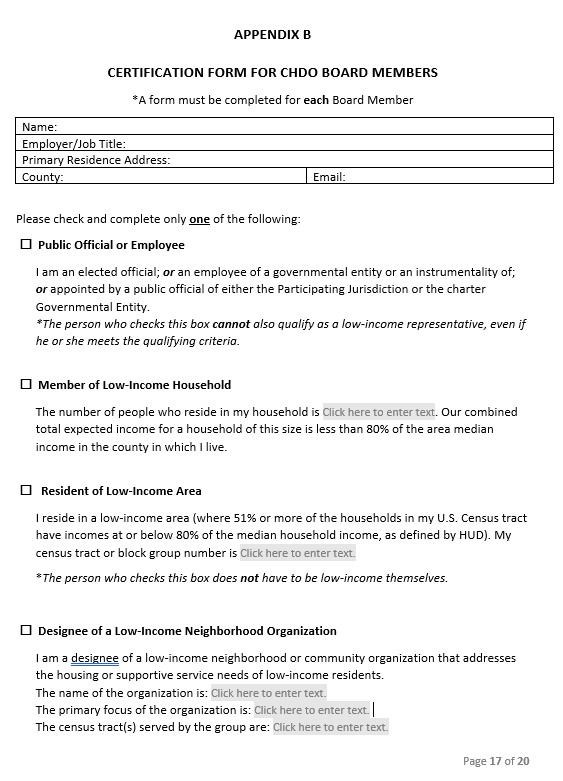 APPENDIX B
CERTIFICATION FORM FOR CHDO BOARD MEMBERS
*A form must be completed for each Board Member
Name:
Employer/Job Title:
Primary Residence Address:
County: Email:
Please check and complete only one of the following:
☐ Public Official or Employee
I am an elected official; or an employee of a governmental entity or an instrumentality of;
or appointed by a public official of either the Participating Jurisdiction or the charter
Governmental Entity.
*The person who checks this box cannot also qualify as a low-income representative, even if
he or she meets the qualifying criteria.
☐ Member of Low-Income Household
The number of people who reside in my household is Click here to enter text. Our combined
total expected income for a household of this size is less than 80% of the area median
income in the county in which I live.
☐ Resident of Low-Income Area
I reside in a low-income area (where 51% or more of the households in my U.S. Census tract
have incomes at or below 80% of the median household income, as defined by HUD). My
census tract or block group number is Click here to enter text.
*The person who checks this box does not have to be low-income themselves.
☐ Designee of a Low-Income Neighborhood Organization
I am a designee of a low-income neighborhood or community organization that addresses
the housing or supportive service needs of low-income residents.
The name of the organization is: Click here to enter text.
The primary focus of the organization is: Click here to enter text.
The census tract(s) served by the group are: Click here to enter text.
Page 17 of 20